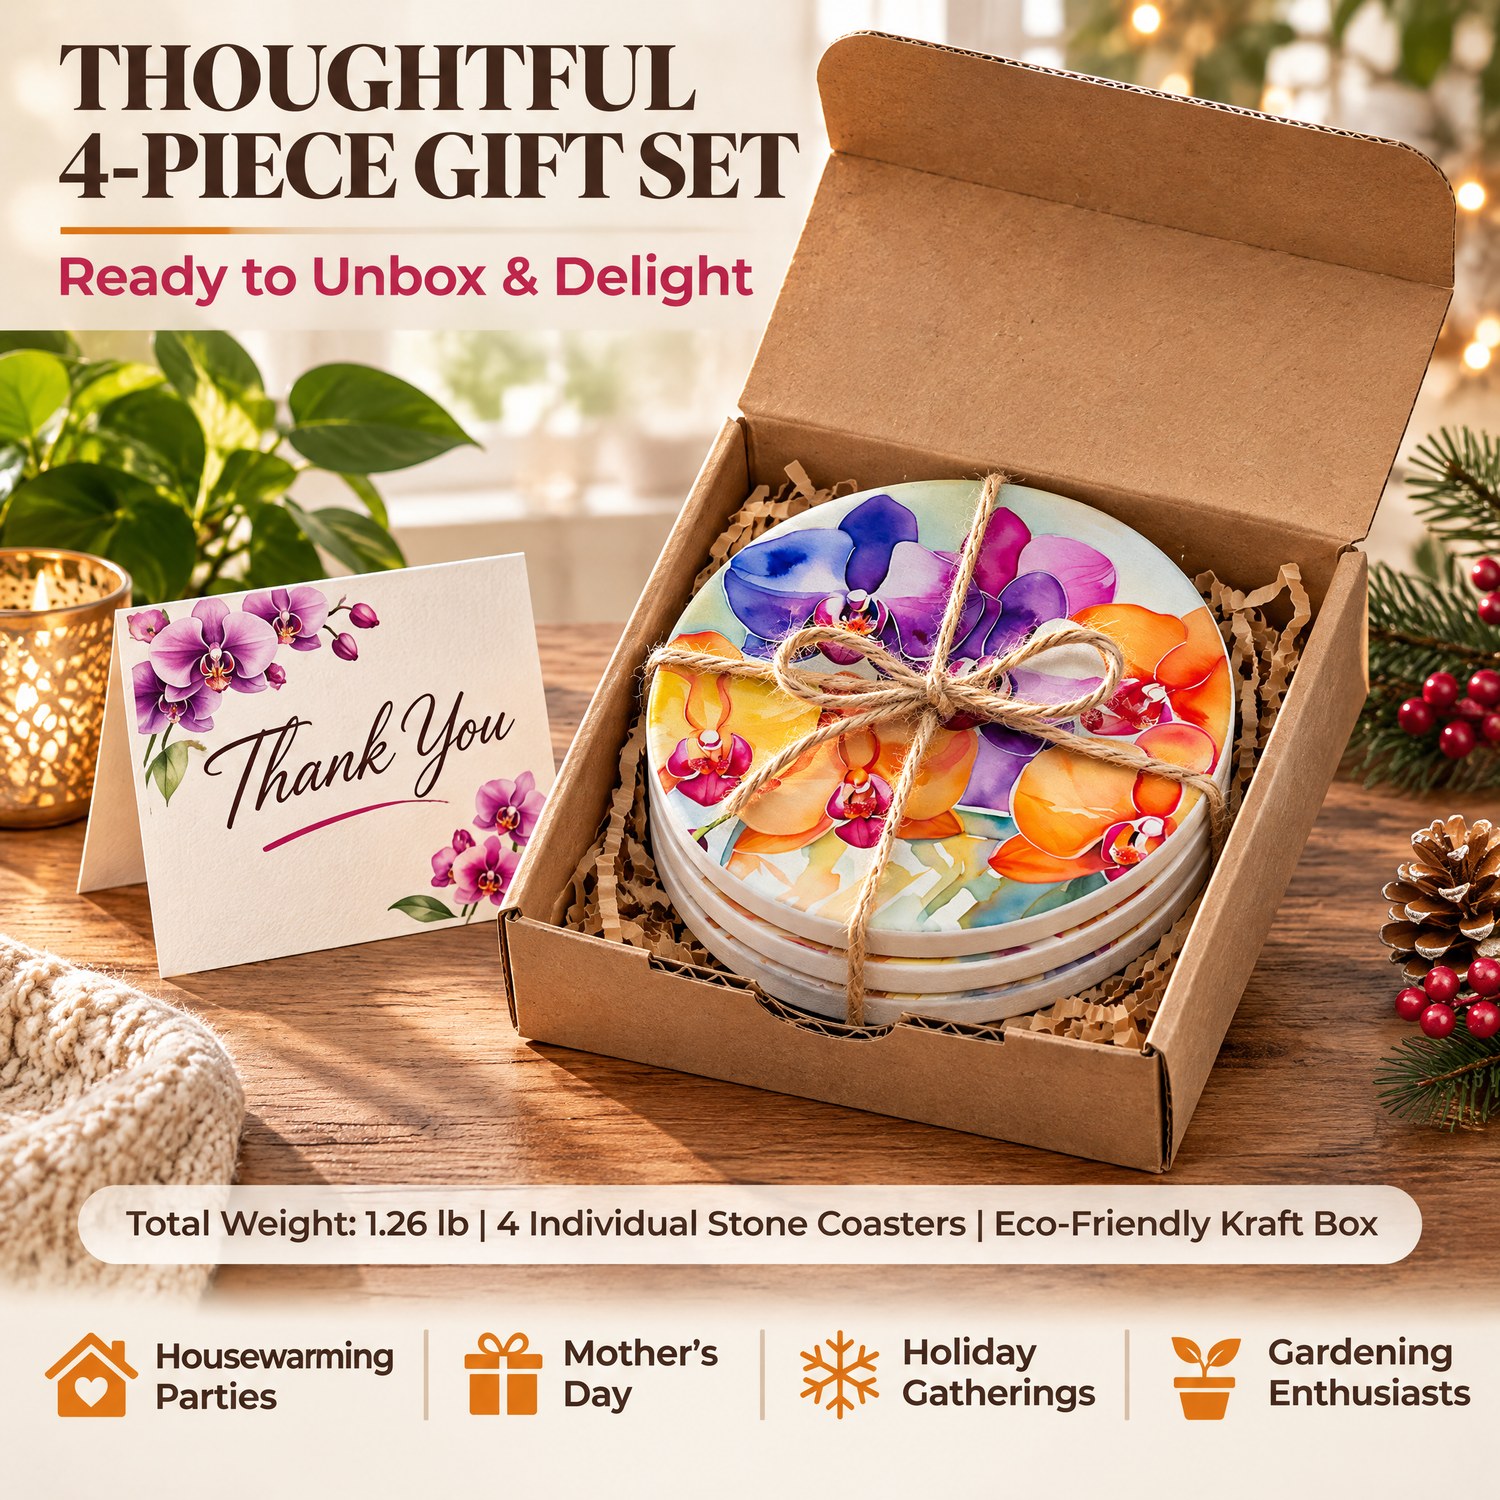 THOUGHTFUL
4-PIECE GIFT SET
Ready to Unbox & Delight
Thank You
Total Weight: 1.26 lb | 4 Individual Stone Coasters | Eco-Friendly Kraft Box
Housewarming
Parties
Mother's
Day
Holiday
Gatherings
Gardening
Enthusiasts